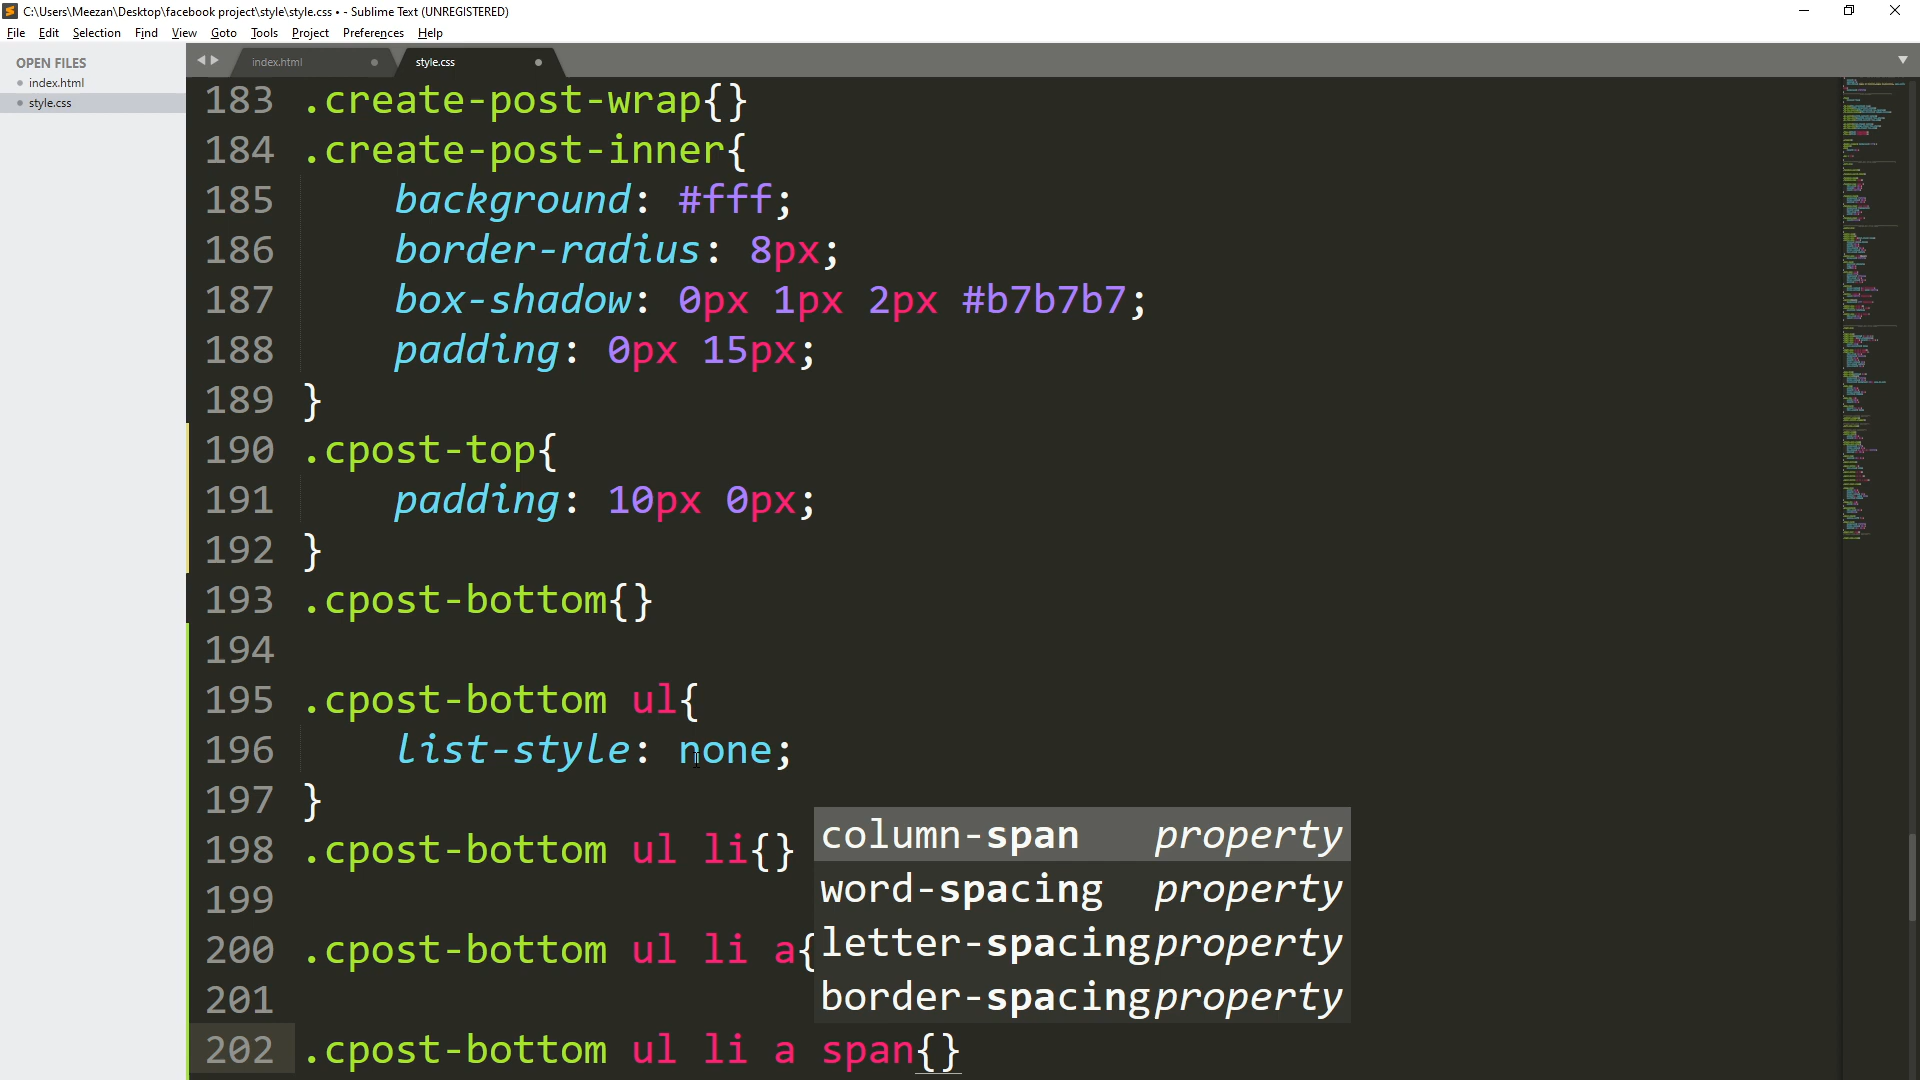 C:\Users\Meezan\Desktop\facebook project\style\style.css • - Sublime Text (UNREGISTERED)
File Edit Selection Find View Goto Tools Project Preferences Help
OPEN FILES
index.html
style.css
index.html
style.css
183 .create-post-wrap{}
184 .create-post-inner{
185 background: #fff;
186 border-radius: 8px;
187 box-shadow: 0px 1px 2px #b7b7b7;
188 padding: 0px 15px;
189 }
190 .cpost-top{
191 padding: 10px 0px;
192 }
193 .cpost-bottom{}
194
195 .cpost-bottom ul{
196 list-style: none;
197 }
198 .cpost-bottom ul li{}
199
200 .cpost-bottom ul li a{
201
202 .cpost-bottom ul li a span{}
column-span property
word-spacing property
letter-spacing property
border-spacing property